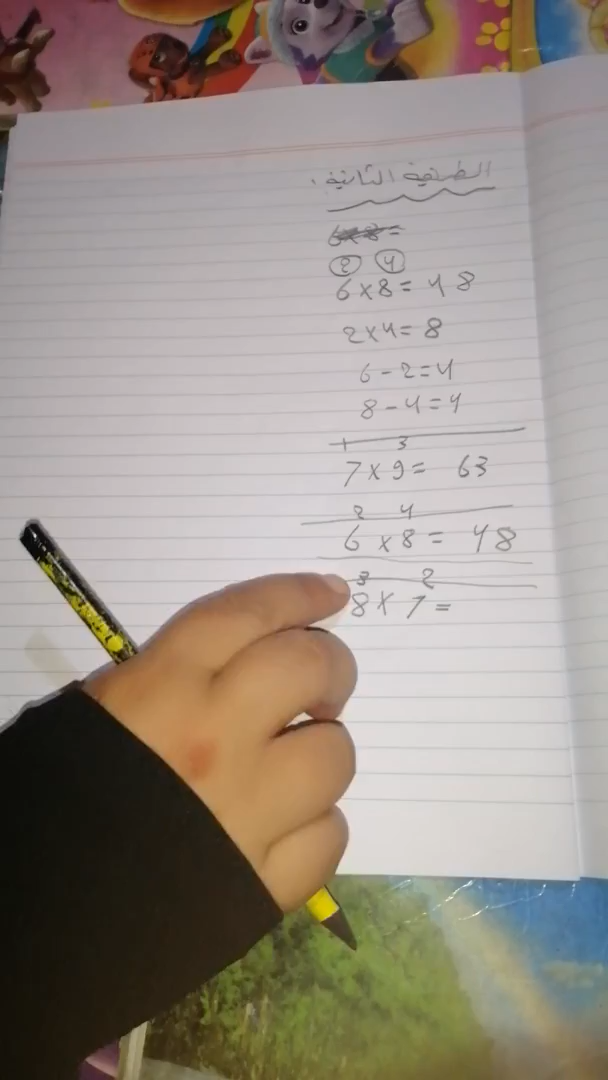 الطريقة الثانية .
6x8=
2 4
6x8= 48
2x4= 8
6-2=4
8-4=4
1 3
7x9= 63
2 4
6x8= 48
3 2
8x7=